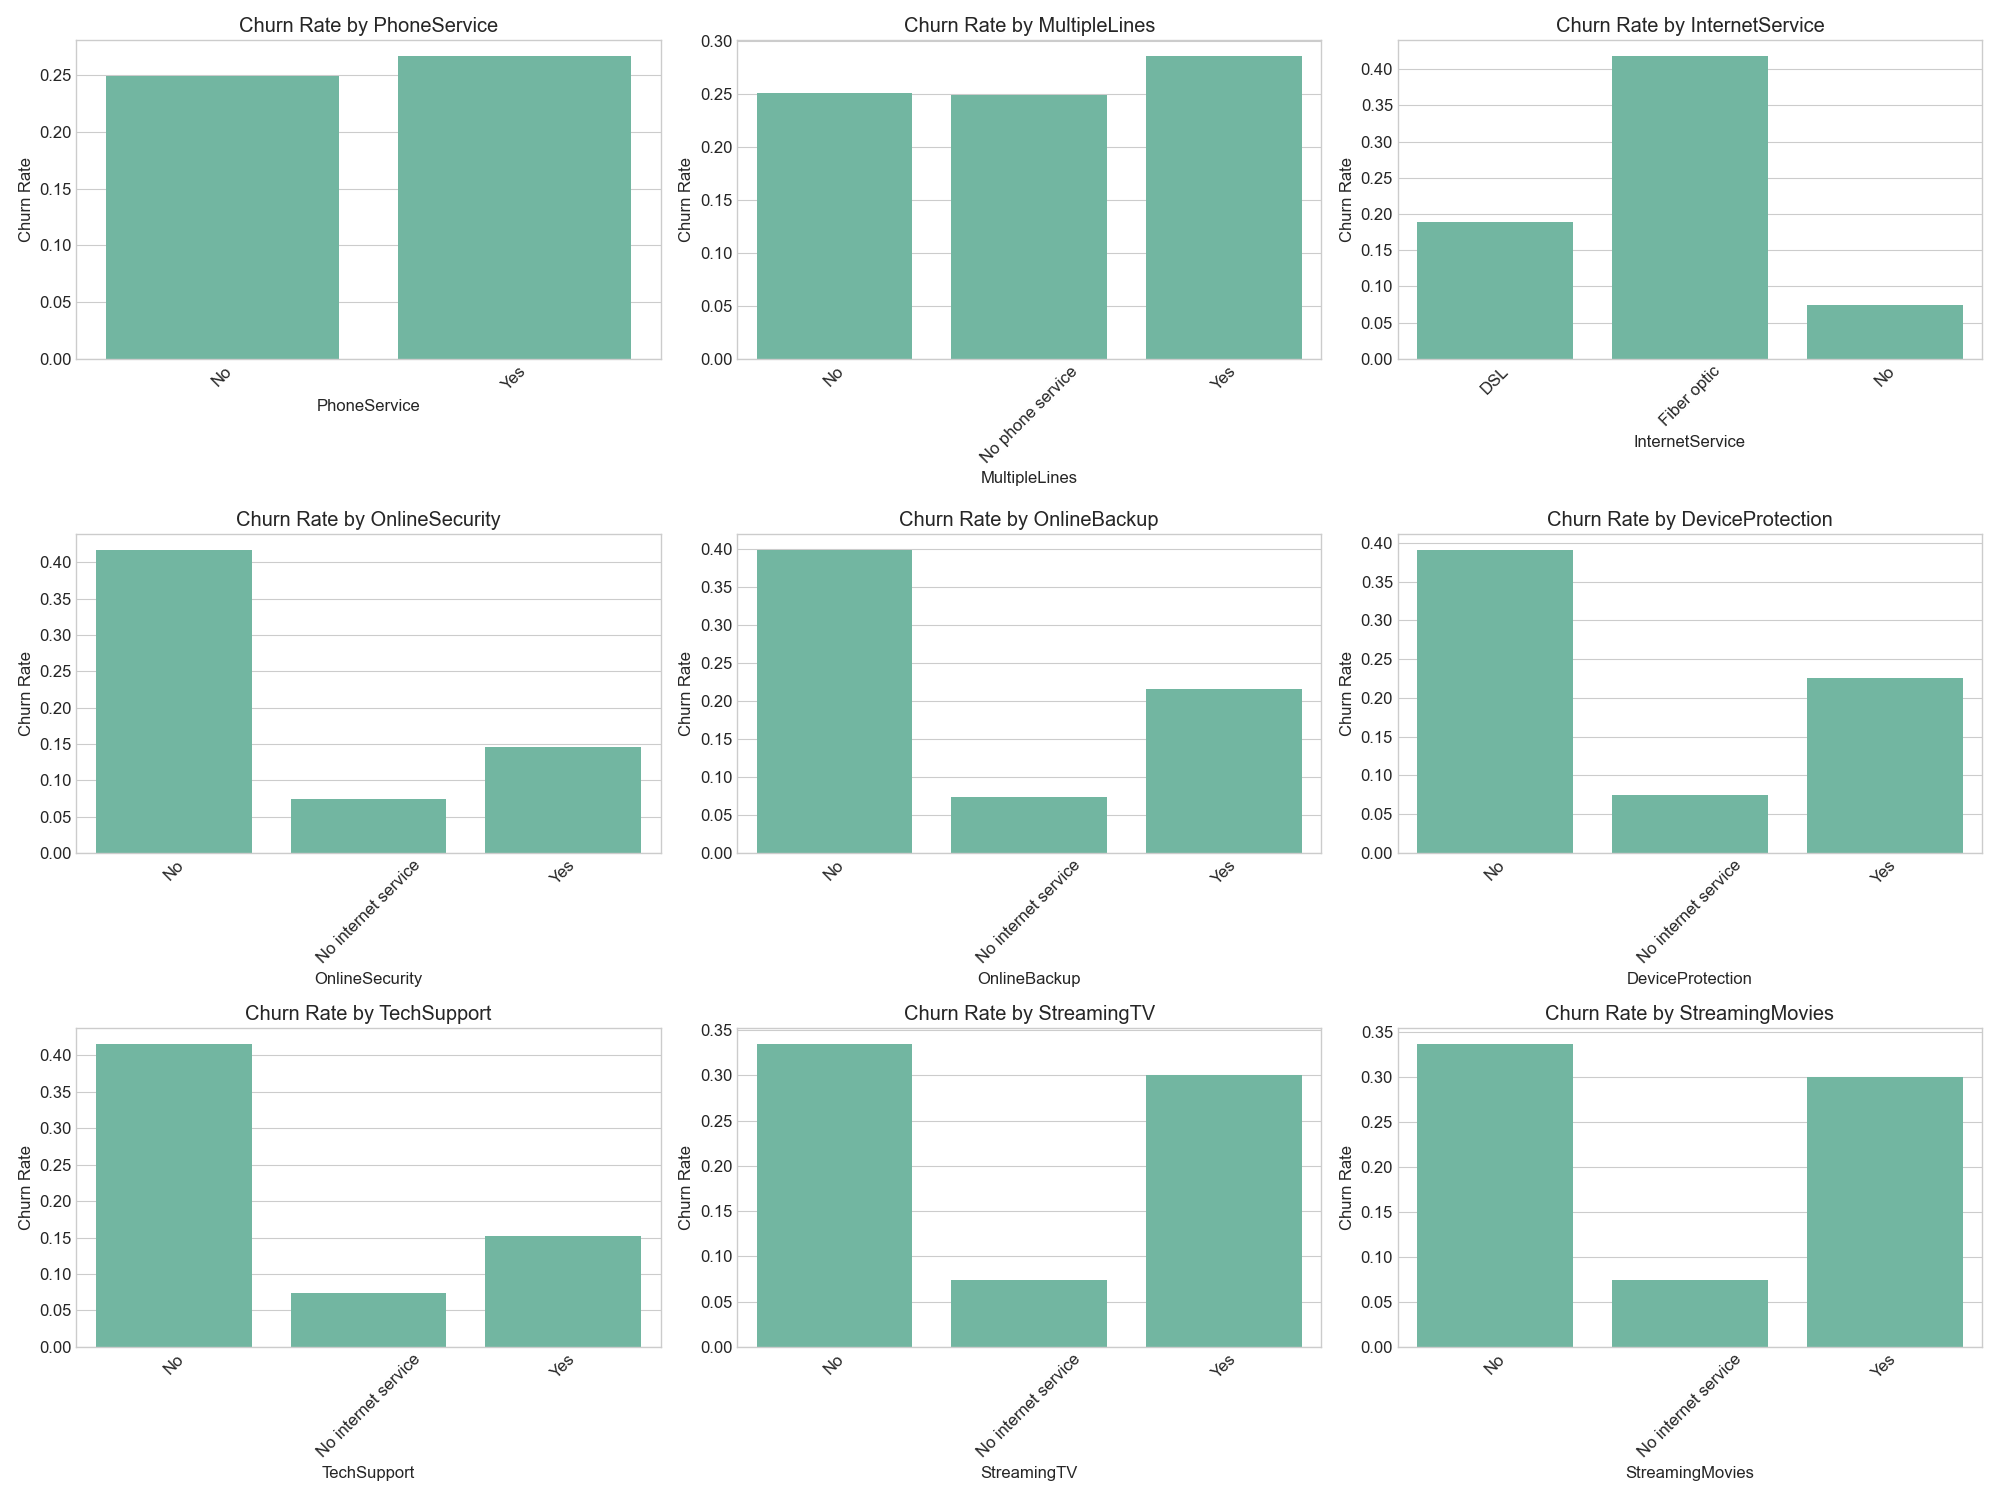 Churn Rate by PhoneService
Churn Rate
0.25
0.20
0.15
0.10
0.05
0.00
No
Yes
PhoneService
Churn Rate by MultipleLines
Churn Rate
0.30
0.25
0.20
0.15
0.10
0.05
0.00
No
No phone service
Yes
MultipleLines
Churn Rate by InternetService
Churn Rate
0.40
0.35
0.30
0.25
0.20
0.15
0.10
0.05
0.00
DSL
Fiber optic
No
InternetService
Churn Rate by OnlineSecurity
Churn Rate
0.40
0.35
0.30
0.25
0.20
0.15
0.10
0.05
0.00
No
No internet service
Yes
OnlineSecurity
Churn Rate by OnlineBackup
Churn Rate
0.40
0.35
0.30
0.25
0.20
0.15
0.10
0.05
0.00
No
No internet service
Yes
OnlineBackup
Churn Rate by DeviceProtection
Churn Rate
0.40
0.35
0.30
0.25
0.20
0.15
0.10
0.05
0.00
No
No internet service
Yes
DeviceProtection
Churn Rate by TechSupport
Churn Rate
0.40
0.35
0.30
0.25
0.20
0.15
0.10
0.05
0.00
No
No internet service
Yes
TechSupport
Churn Rate by StreamingTV
Churn Rate
0.35
0.30
0.25
0.20
0.15
0.10
0.05
0.00
No
No internet service
Yes
StreamingTV
Churn Rate by StreamingMovies
Churn Rate
0.35
0.30
0.25
0.20
0.15
0.10
0.05
0.00
No
No internet service
Yes
StreamingMovies